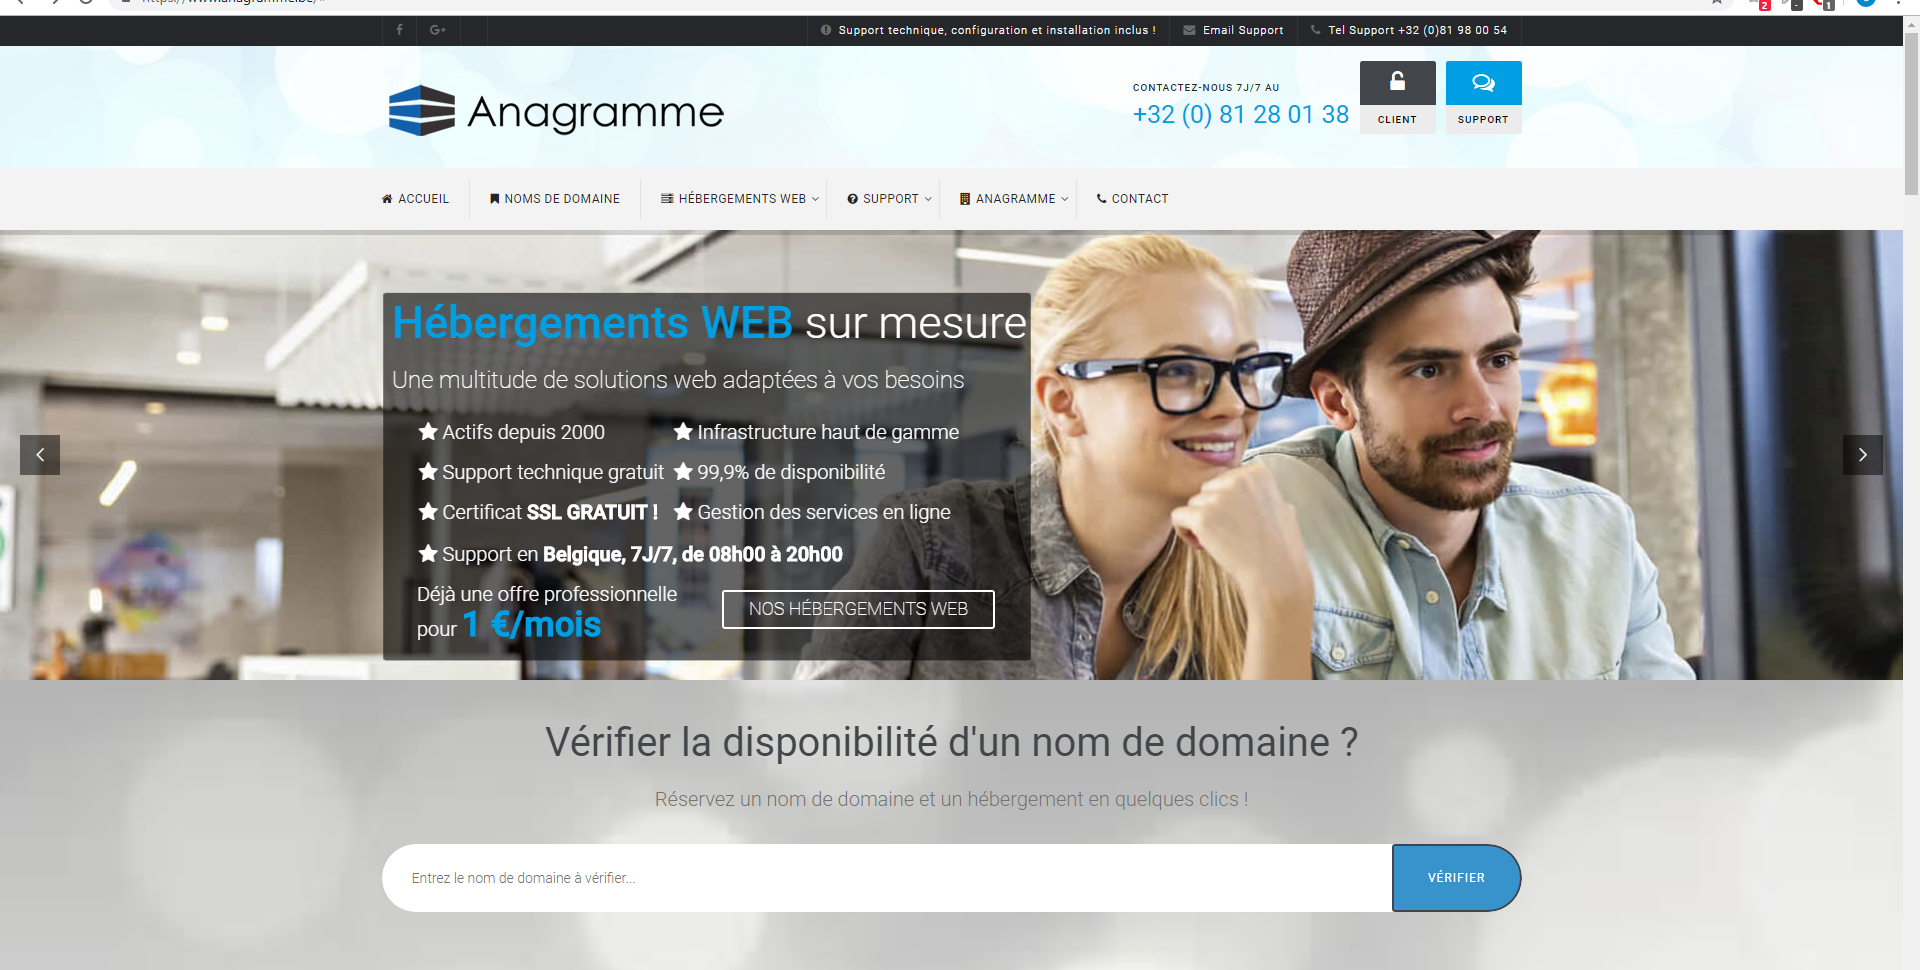 Support technique, configuration et installation inclus !
Email Support
Tel Support +32 (0)81 98 00 54
Anagramme
CONTACTEZ-NOUS 7J/7 AU
+32 (0) 81 28 01 38
CLIENT
SUPPORT
ACCUEIL
NOMS DE DOMAINE
HÉBERGEMENTS WEB
SUPPORT
ANAGRAMME
CONTACT
Hébergements WEB sur mesure
Une multitude de solutions web adaptées à vos besoins
Actifs depuis 2000
Infrastructure haut de gamme
Support technique gratuit
99,9% de disponibilité
Certificat SSL GRATUIT !
Gestion des services en ligne
Support en Belgique, 7J/7, de 08h00 à 20h00
Déjà une offre professionnelle
pour 1 €/mois
NOS HÉBERGEMENTS WEB
Vérifier la disponibilité d'un nom de domaine ?
Réservez un nom de domaine et un hébergement en quelques clics !
Entrez le nom de domaine à vérifier...
VÉRIFIER